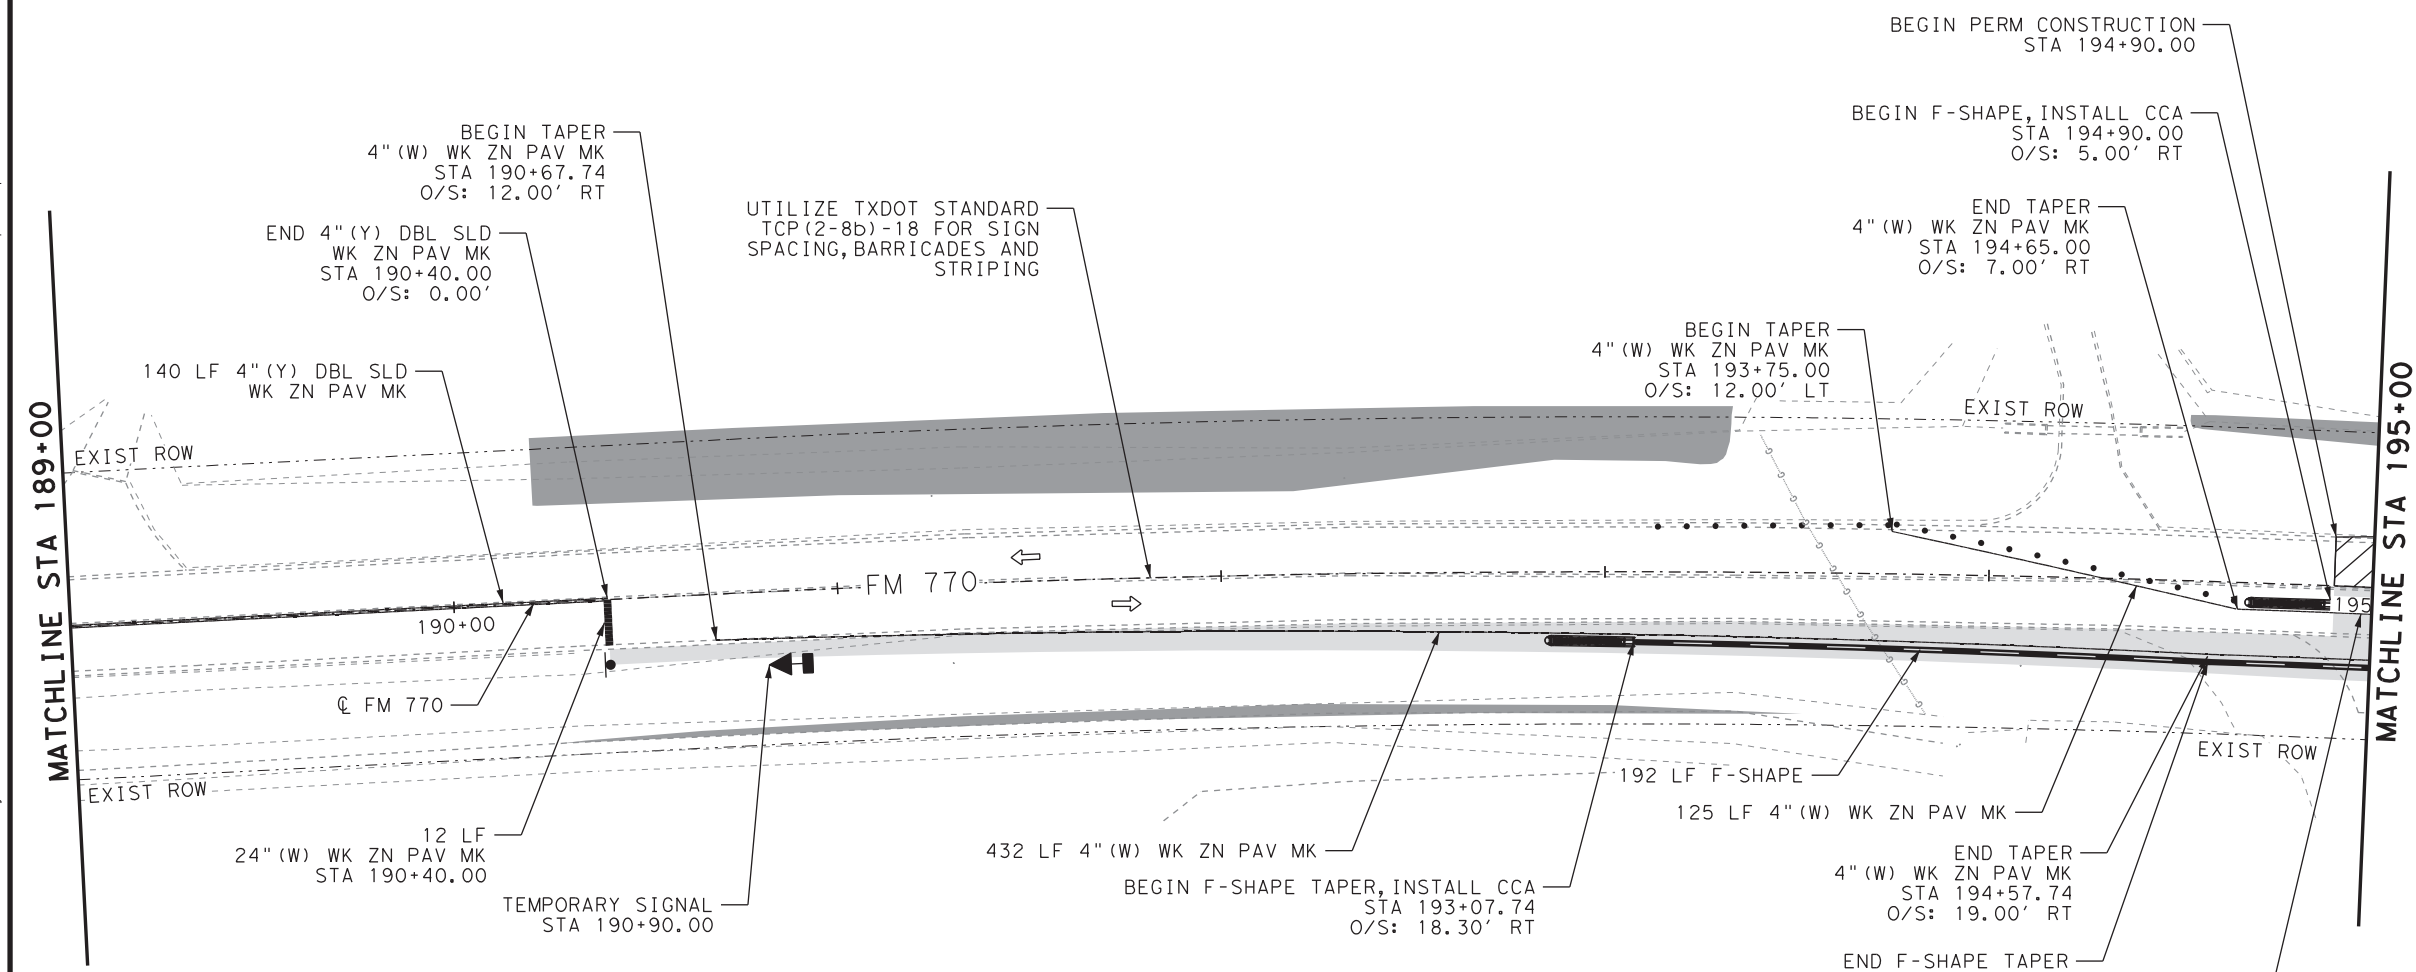 BEGIN PERM CONSTRUCTION
STA 194+90.00
BEGIN F-SHAPE, INSTALL CCA
STA 194+90.00
O/S: 5.00' RT
BEGIN TAPER
4"(W) WK ZN PAV MK
STA 190+67.74
O/S: 12.00' RT
UTILIZE TXDOT STANDARD
TCP(2-8b)-18 FOR SIGN
SPACING, BARRICADES AND
STRIPING
END TAPER
4"(W) WK ZN PAV MK
STA 194+65.00
O/S: 7.00' RT
END 4"(Y) DBL SLD
WK ZN PAV MK
STA 190+40.00
O/S: 0.00'
BEGIN TAPER
4"(W) WK ZN PAV MK
STA 193+75.00
O/S: 12.00' LT
140 LF 4"(Y) DBL SLD
WK ZN PAV MK
MATCHLINE STA 189+00
EXIST ROW
EXIST ROW
MATCHLINE STA 195+00
FM 770
190+00
195
℄ FM 770
EXIST ROW
EXIST ROW
192 LF F-SHAPE
125 LF 4"(W) WK ZN PAV MK
12 LF
24"(W) WK ZN PAV MK
STA 190+40.00
432 LF 4"(W) WK ZN PAV MK
END TAPER
4"(W) WK ZN PAV MK
STA 194+57.74
O/S: 19.00' RT
BEGIN F-SHAPE TAPER, INSTALL CCA
STA 193+07.74
O/S: 18.30' RT
TEMPORARY SIGNAL
STA 190+90.00
END F-SHAPE TAPER